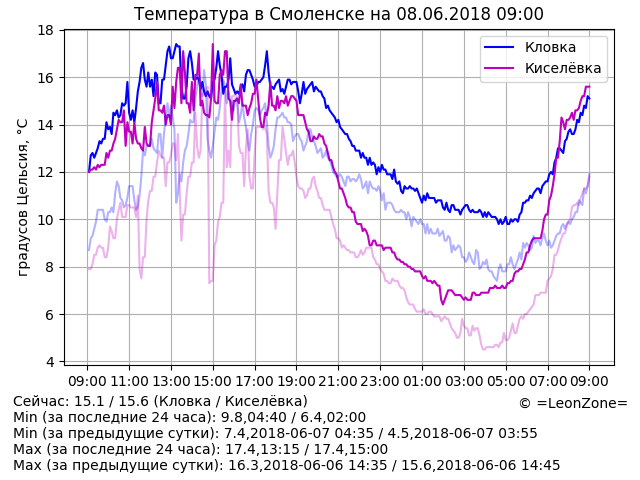 Температура в Смоленске на 08.06.2018 09:00
18
16
14
12
10
8
6
4
градусов Цельсия, °C
Кловка
Киселёвка
09:00 11:00 13:00 15:00 17:00 19:00 21:00 23:00 01:00 03:00 05:00 07:00 09:00
Сейчас: 15.1 / 15.6 (Кловка / Киселёвка)
© =LeonZone=
Min (за последние 24 часа): 9.8,04:40 / 6.4,02:00
Min (за предыдущие сутки): 7.4,2018-06-07 04:35 / 4.5,2018-06-07 03:55
Max (за последние 24 часа): 17.4,13:15 / 17.4,15:00
Max (за предыдущие сутки): 16.3,2018-06-06 14:35 / 15.6,2018-06-06 14:45